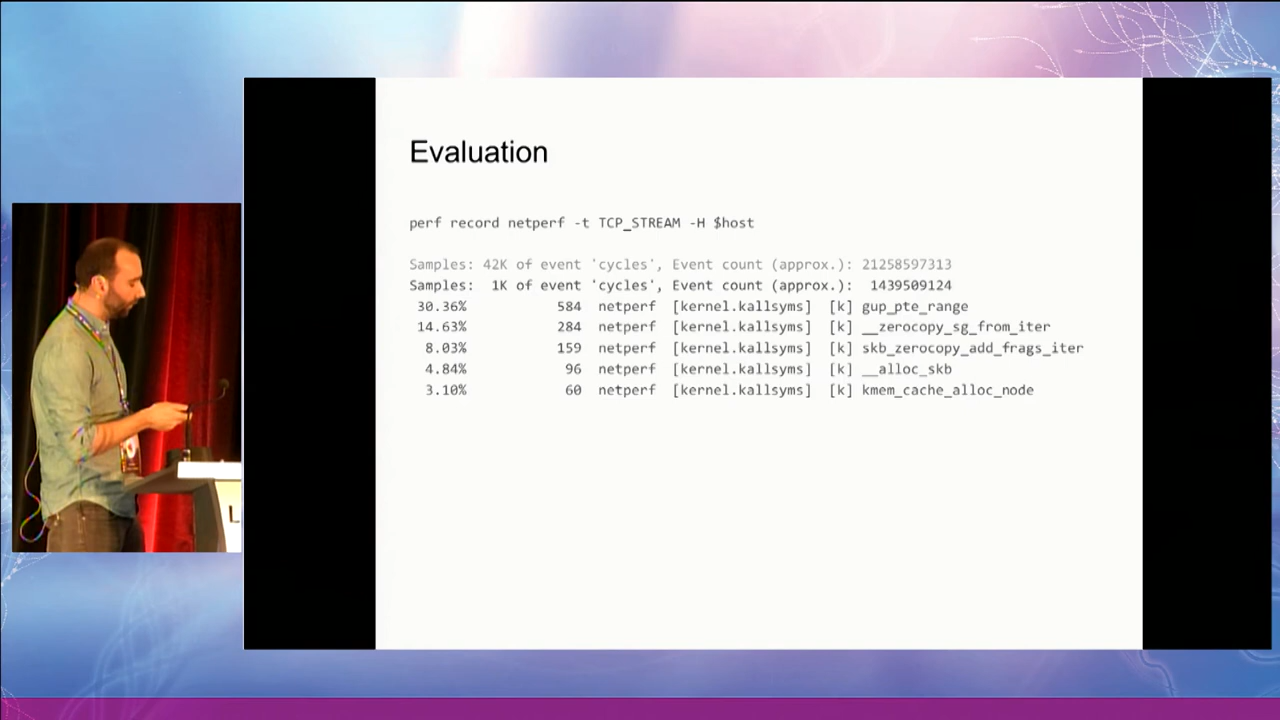 Evaluation
perf record netperf -t TCP_STREAM -H $host
Samples: 42K of event 'cycles', Event count (approx.): 21258597313
Samples: 1K of event 'cycles', Event count (approx.): 1439509124
30.36% 584 netperf [kernel.kallsyms] [k] gup_pte_range
14.63% 284 netperf [kernel.kallsyms] [k] __zerocopy_sg_from_iter
8.03% 159 netperf [kernel.kallsyms] [k] skb_zerocopy_add_frags_iter
4.84% 96 netperf [kernel.kallsyms] [k] __alloc_skb
3.10% 60 netperf [kernel.kallsyms] [k] kmem_cache_alloc_node